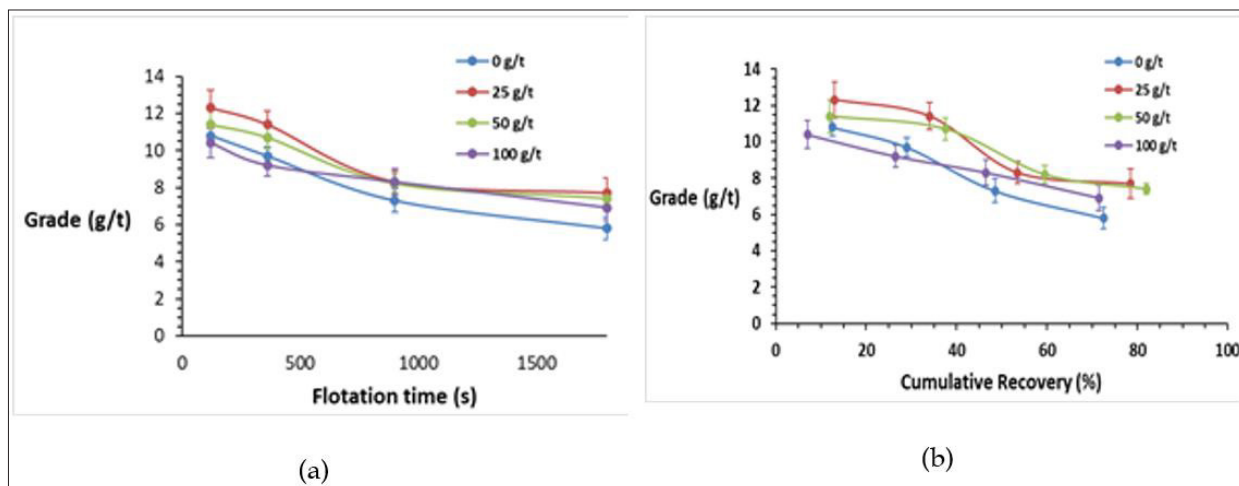 0 g/t
25 g/t
50 g/t
100 g/t
14
12
10
8
6
4
2
0
Grade (g/t)
0 500 1000 1500
Flotation time (s)
(a)
0 g/t
25 g/t
50 g/t
100 g/t
14
12
10
8
6
4
2
0
Grade (g/t)
0 20 40 60 80 100
Cumulative Recovery (%)
(b)